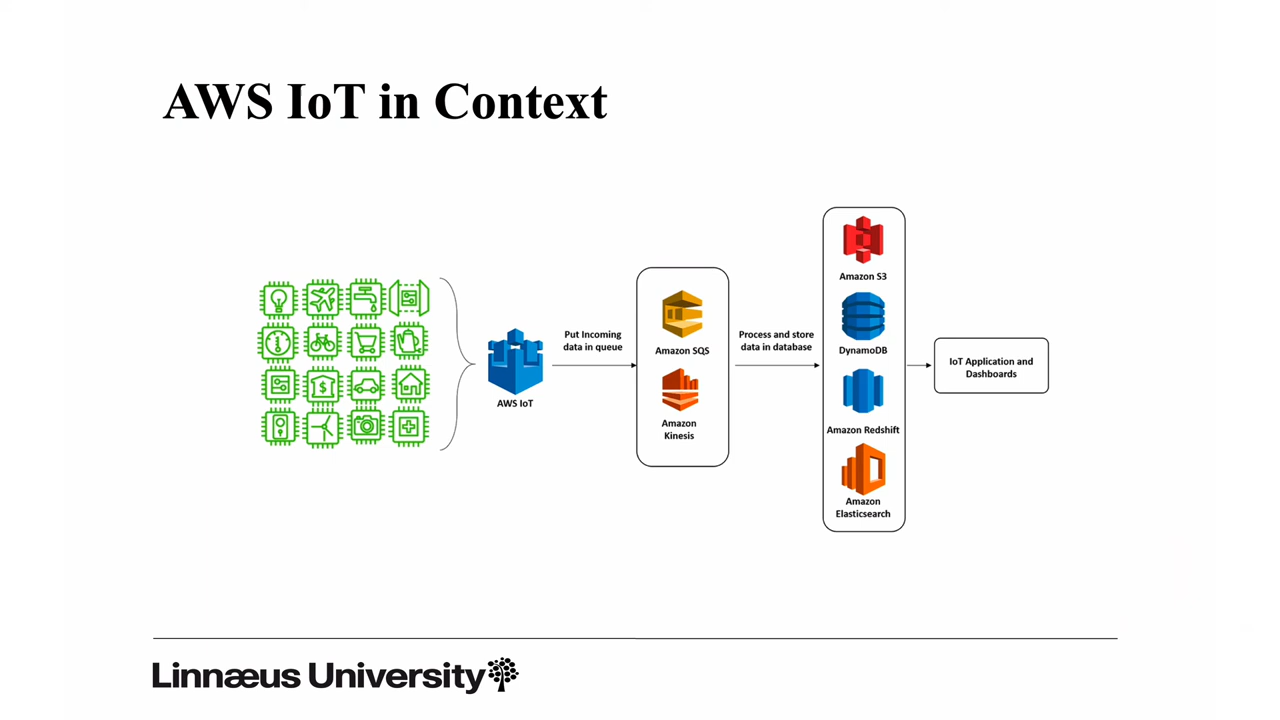 AWS IoT in Context
AWS IoT
Put Incoming
data in queue
Amazon SQS
Amazon
Kinesis
Process and store
data in database
Amazon S3
DynamoDB
Amazon Redshift
Amazon
Elasticsearch
IoT Application and
Dashboards
Linnæus University